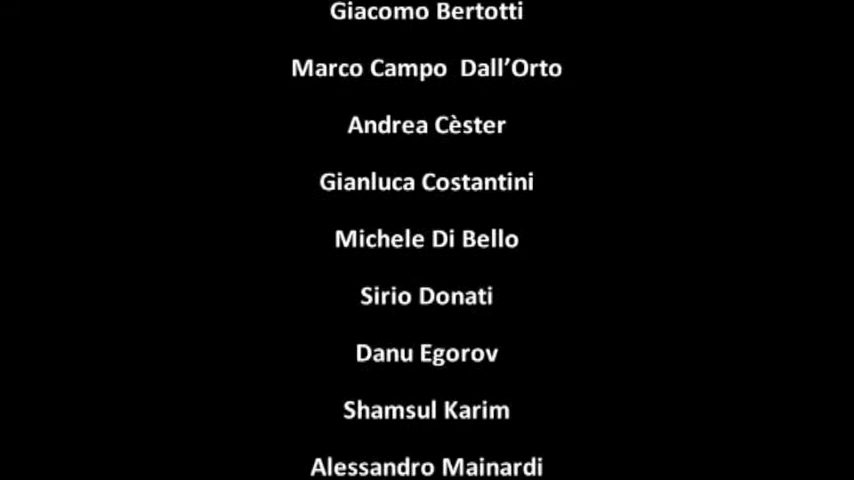 Giacomo Bertotti
Marco Campo  Dall’Orto
Andrea Cèster
Gianluca Costantini
Michele Di Bello
Sirio Donati
Danu Egorov
Shamsul Karim
Alessandro Mainardi